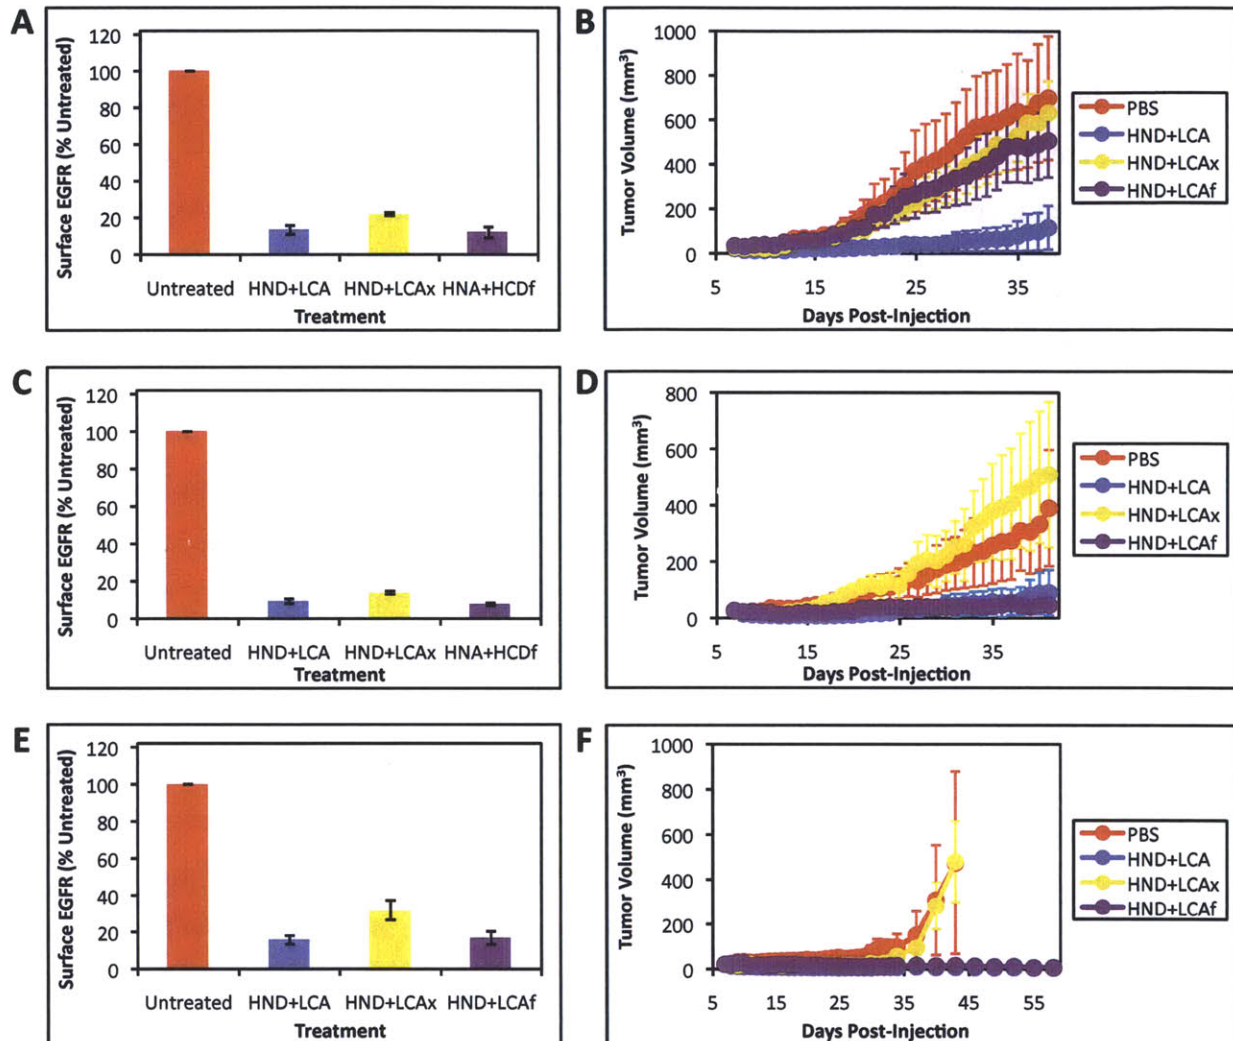 A
Surface EGFR (% Untreated)
120
100
80
60
40
20
0
Untreated HND+LCA HND+LCAx HNA+HCDf
Treatment
B
Tumor Volume (mm³)
1000
800
600
400
200
0
5 15 25 35
Days Post-Injection
PBS
HND+LCA
HND+LCAx
HND+LCAf
C
Surface EGFR (% Untreated)
120
100
80
60
40
20
0
Untreated HND+LCA HND+LCAx HNA+HCDf
Treatment
D
Tumor Volume (mm³)
800
600
400
200
0
5 15 25 35
Days Post-Injection
PBS
HND+LCA
HND+LCAx
HND+LCAf
E
Surface EGFR (% Untreated)
120
100
80
60
40
20
0
Untreated HND+LCA HND+LCAx HND+LCAf
Treatment
F
Tumor Volume (mm³)
1000
800
600
400
200
0
5 15 25 35 45 55
Days Post-Injection
PBS
HND+LCA
HND+LCAx
HND+LCAf